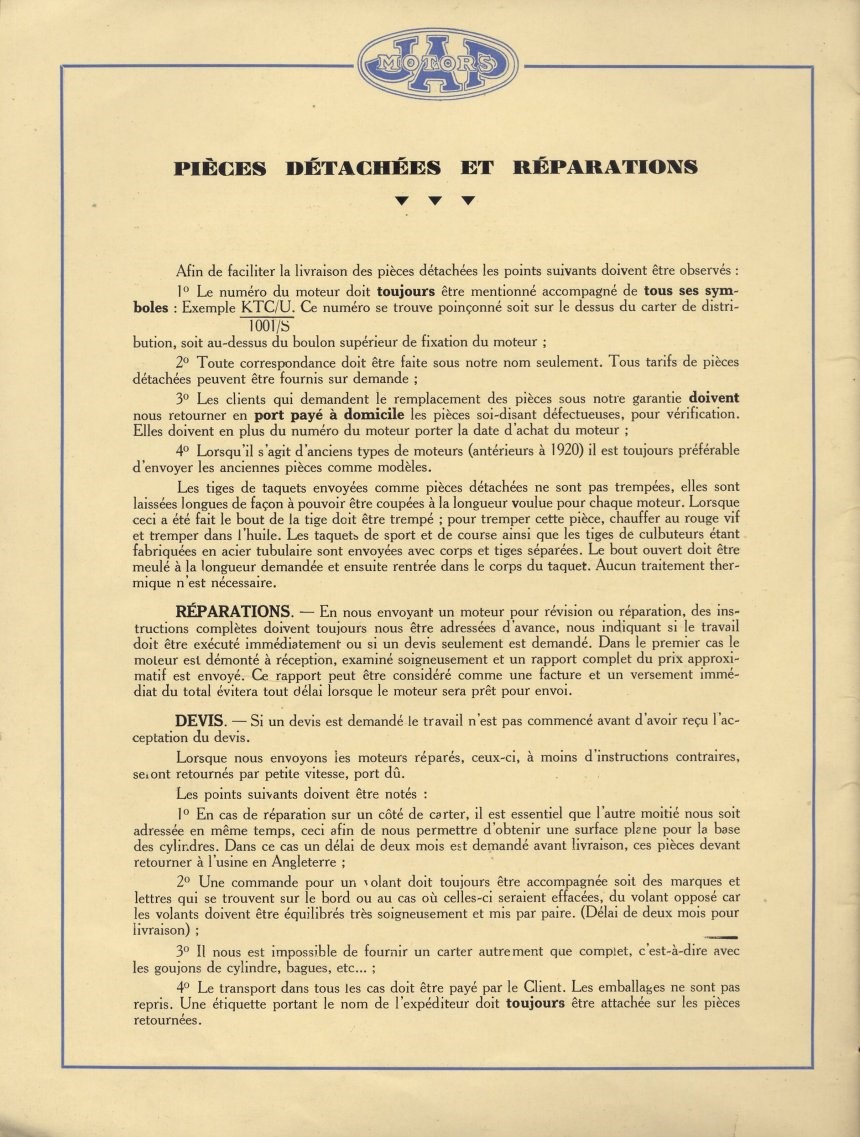 JAP
MOTORS
PIÈCES DÉTACHÉES ET RÉPARATIONS
Afin de faciliter la livraison des pièces détachées les points suivants doivent être observés :
1º Le numéro du moteur doit toujours être mentionné accompagné de tous ses sym-
boles : Exemple KTC/U. Ce numéro se trouve poinçonné soit sur le dessus du carter de distri-
1001/S
bution, soit au-dessus du boulon supérieur de fixation du moteur ;
2º Toute correspondance doit être faite sous notre nom seulement. Tous tarifs de pièces
détachées peuvent être fournis sur demande ;
3º Les clients qui demandent le remplacement des pièces sous notre garantie doivent
nous retourner en port payé à domicile les pièces soi-disant défectueuses, pour vérification.
Elles doivent en plus du numéro du moteur porter la date d'achat du moteur ;
4º Lorsqu'il s'agit d'anciens types de moteurs (antérieurs à 1920) il est toujours préférable
d'envoyer les anciennes pièces comme modèles.
Les tiges de taquets envoyées comme pièces détachées ne sont pas trempées, elles sont
laissées longues de façon à pouvoir être coupées à la longueur voulue pour chaque moteur. Lorsque
ceci a été fait le bout de la tige doit être trempé ; pour tremper cette pièce, chauffer au rouge vif
et tremper dans l'huile. Les taquets de sport et de course ainsi que les tiges de culbuteurs étant
fabriquées en acier tubulaire sont envoyées avec corps et tiges séparées. Le bout ouvert doit être
meulé à la longueur demandée et ensuite rentrée dans le corps du taquet. Aucun traitement ther-
mique n'est nécessaire.
RÉPARATIONS. — En nous envoyant un moteur pour révision ou réparation, des ins-
tructions complètes doivent toujours nous être adressées d'avance, nous indiquant si le travail
doit être exécuté immédiatement ou si un devis seulement est demandé. Dans le premier cas le
moteur est démonté à réception, examiné soigneusement et un rapport complet du prix approxi-
matif est envoyé. Ce rapport peut être considéré comme une facture et un versement immé-
diat du total évitera tout délai lorsque le moteur sera prêt pour envoi.
DEVIS. — Si un devis est demandé le travail n'est pas commencé avant d'avoir reçu l'ac-
ceptation du devis.
Lorsque nous envoyons les moteurs réparés, ceux-ci, à moins d'instructions contraires,
seront retournés par petite vitesse, port dû.
Les points suivants doivent être notés :
1º En cas de réparation sur un côté de carter, il est essentiel que l'autre moitié nous soit
adressée en même temps, ceci afin de nous permettre d'obtenir une surface plane pour la base
des cylindres. Dans ce cas un délai de deux mois est demandé avant livraison, ces pièces devant
retourner à l'usine en Angleterre ;
2º Une commande pour un volant doit toujours être accompagnée soit des marques et
lettres qui se trouvent sur le bord ou au cas où celles-ci seraient effacées, du volant opposé car
les volants doivent être équilibrés très soigneusement et mis par paire. (Délai de deux mois pour
livraison) ;
3º Il nous est impossible de fournir un carter autrement que complet, c'est-à-dire avec
les goujons de cylindre, bagues, etc... ;
4º Le transport dans tous les cas doit être payé par le Client. Les emballages ne sont pas
repris. Une étiquette portant le nom de l'expéditeur doit toujours être attachée sur les pièces
retournées.